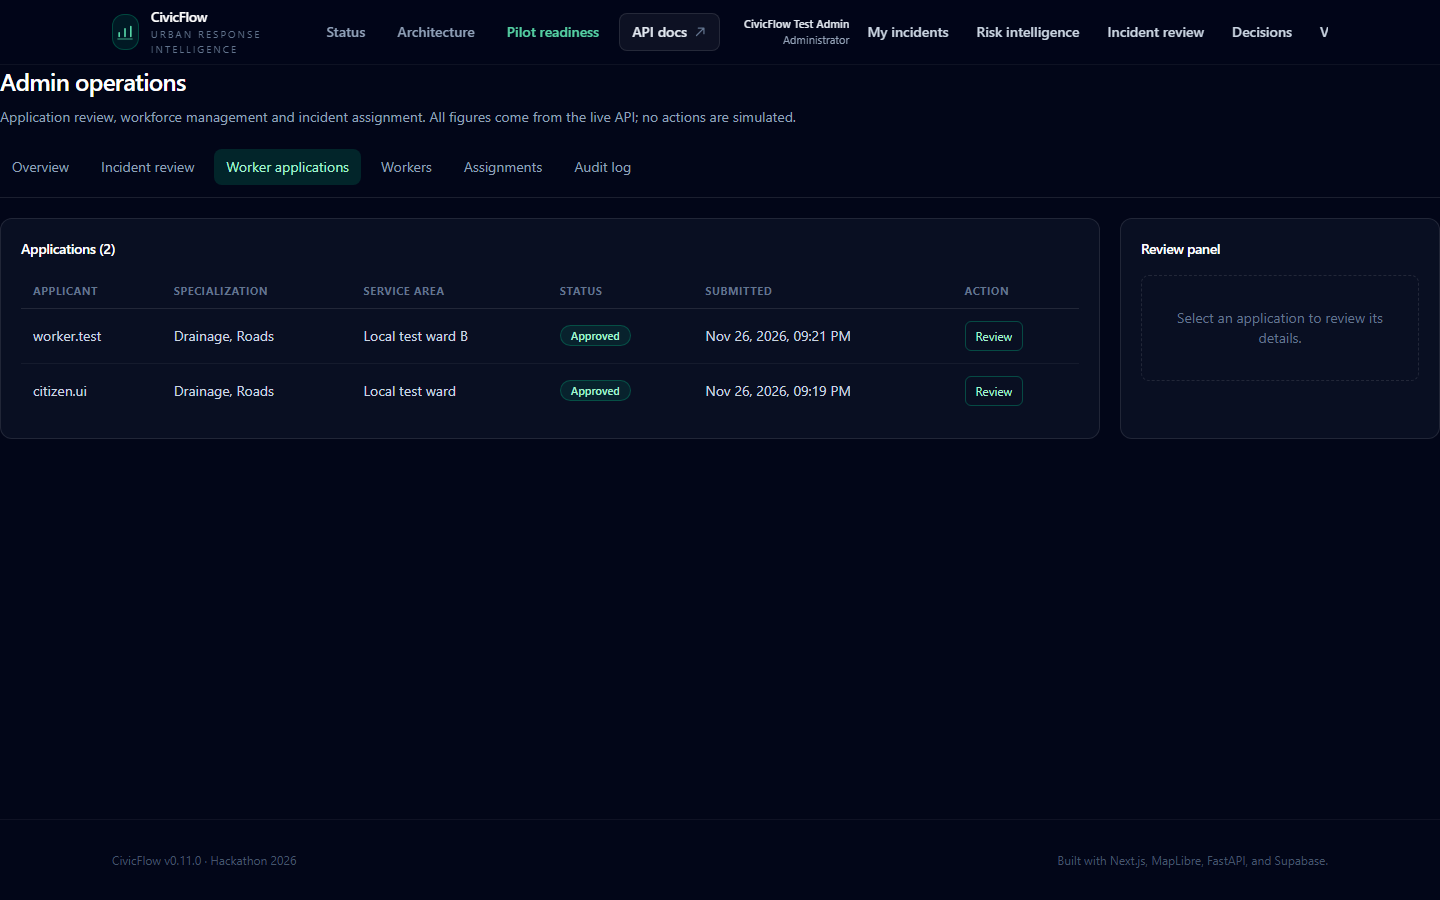 CivicFlow
URBAN RESPONSE
INTELLIGENCE
Status
Architecture
Pilot readiness
API docs ↗
CivicFlow Test Admin
Administrator
My incidents
Risk intelligence
Incident review
Decisions
Admin operations
Application review, workforce management and incident assignment. All figures come from the live API; no actions are simulated.
Overview
Incident review
Worker applications
Workers
Assignments
Audit log
Applications (2)
APPLICANT SPECIALIZATION SERVICE AREA STATUS SUBMITTED ACTION
worker.test Drainage, Roads Local test ward B Approved Nov 26, 2026, 09:21 PM Review
citizen.ui Drainage, Roads Local test ward Approved Nov 26, 2026, 09:19 PM Review
Review panel
Select an application to review its
details.
CivicFlow v0.11.0 · Hackathon 2026
Built with Next.js, MapLibre, FastAPI, and Supabase.